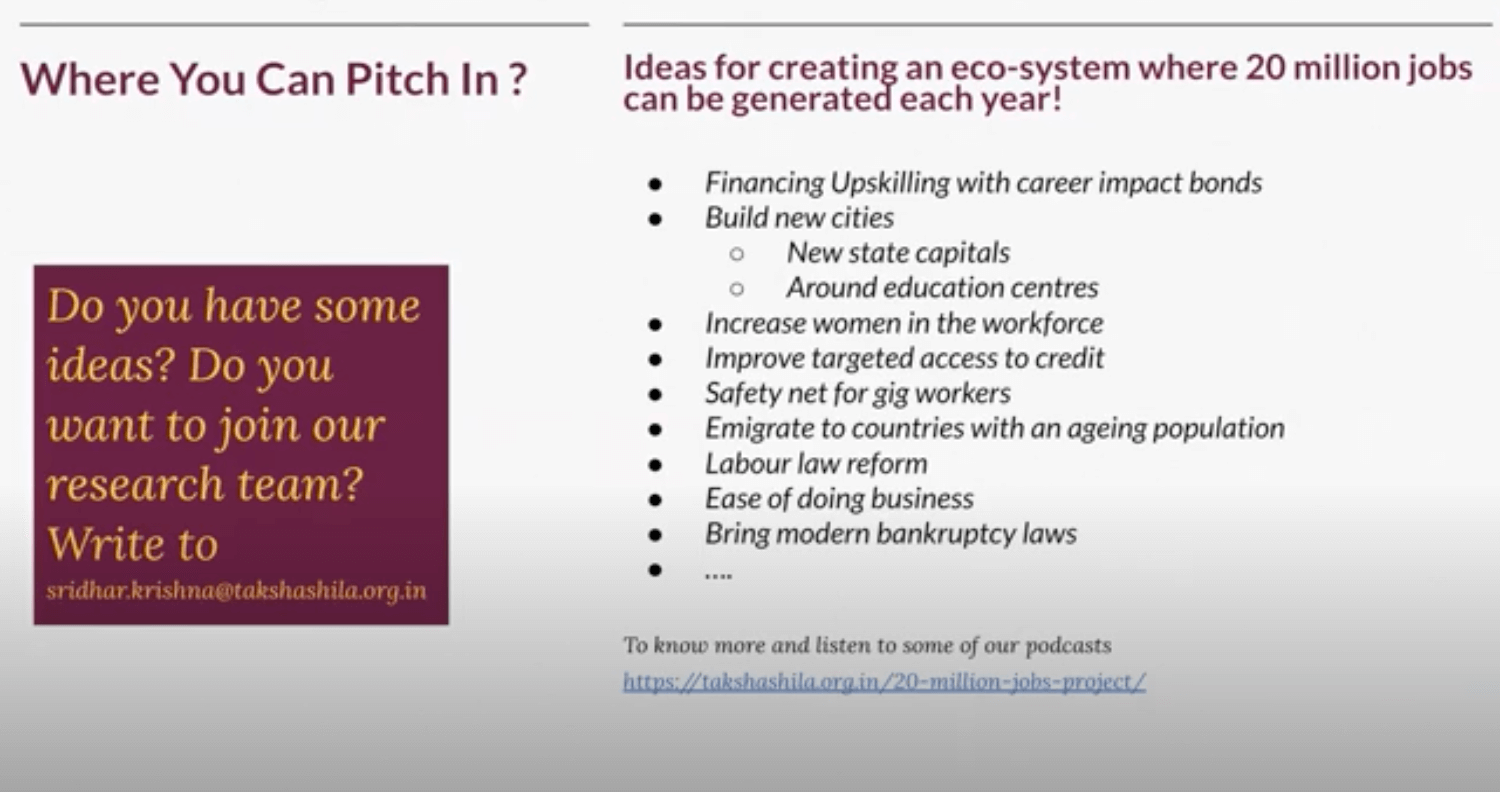 Where You Can Pitch In ?
Do you have some
ideas? Do you
want to join our
research team?
Write to
sridhar.krishna@takshashila.org.in
Ideas for creating an eco-system where 20 million jobs
can be generated each year!
● Financing Upskilling with career impact bonds
● Build new cities
○ New state capitals
○ Around education centres
● Increase women in the workforce
● Improve targeted access to credit
● Safety net for gig workers
● Emigrate to countries with an ageing population
● Labour law reform
● Ease of doing business
● Bring modern bankruptcy laws
● ....
To know more and listen to some of our podcasts
https://takshashila.org.in/20-million-jobs-project/